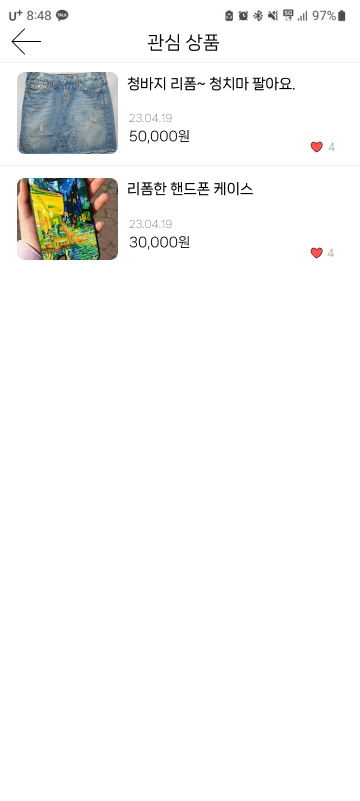 U+ 8:48 TALK 5G 97%
관심 상품
청바지 리폼~ 청치마 팔아요.
23.04.19
50,000원
4
리폼한 핸드폰 케이스
23.04.19
30,000원
4